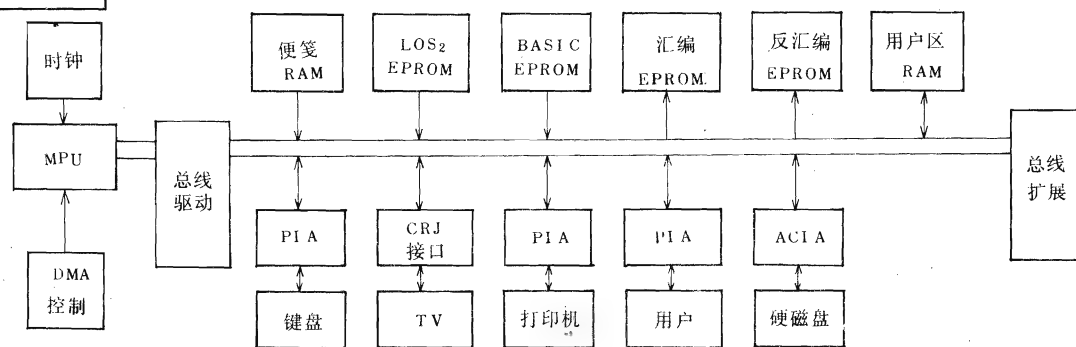 时钟
便笺
RAM
LOS₂
EPROM
BASIC
EPROM
汇编
EPROM.
反汇编
EPROM
用户区
RAM
MPU
总线
驱动
总线
扩展
PIA
CRJ
接口
PIA
PIA
ACIA
DMA
控制
键盘
TV
打印机
用户
硬磁盘